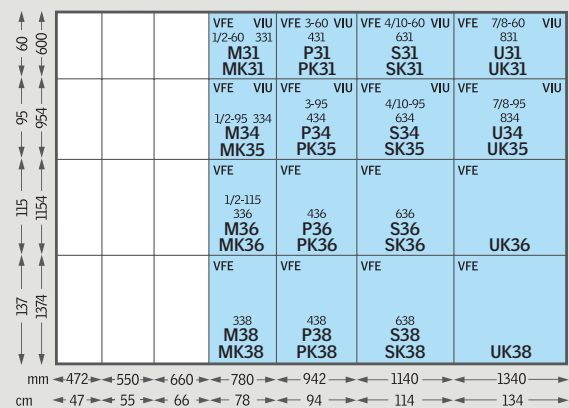 60 600 VFE VIU VFE 3-60 VIU VFE 4/10-60 VIU VFE 7/8-60 VIU
1/2-60 331 431 631 831
M31 P31 S31 U31
MK31 PK31 SK31 UK31
95 954 VFE VIU VFE VIU VFE VIU VFE VIU
3-95 4/10-95 7/8-95
1/2-95 334 434 634 834
M34 P34 S34 U34
MK35 PK35 SK35 UK35
115 1154 VFE VFE VFE VFE
1/2-115
336 436 636
M36 P36 S36
MK36 PK36 SK36 UK36
137 1374 VFE VFE VFE VFE
338 438 638
M38 P38 S38
MK38 PK38 SK38 UK38
mm 472 550 660 780 942 1140 1340
cm 47 55 66 78 94 114 134